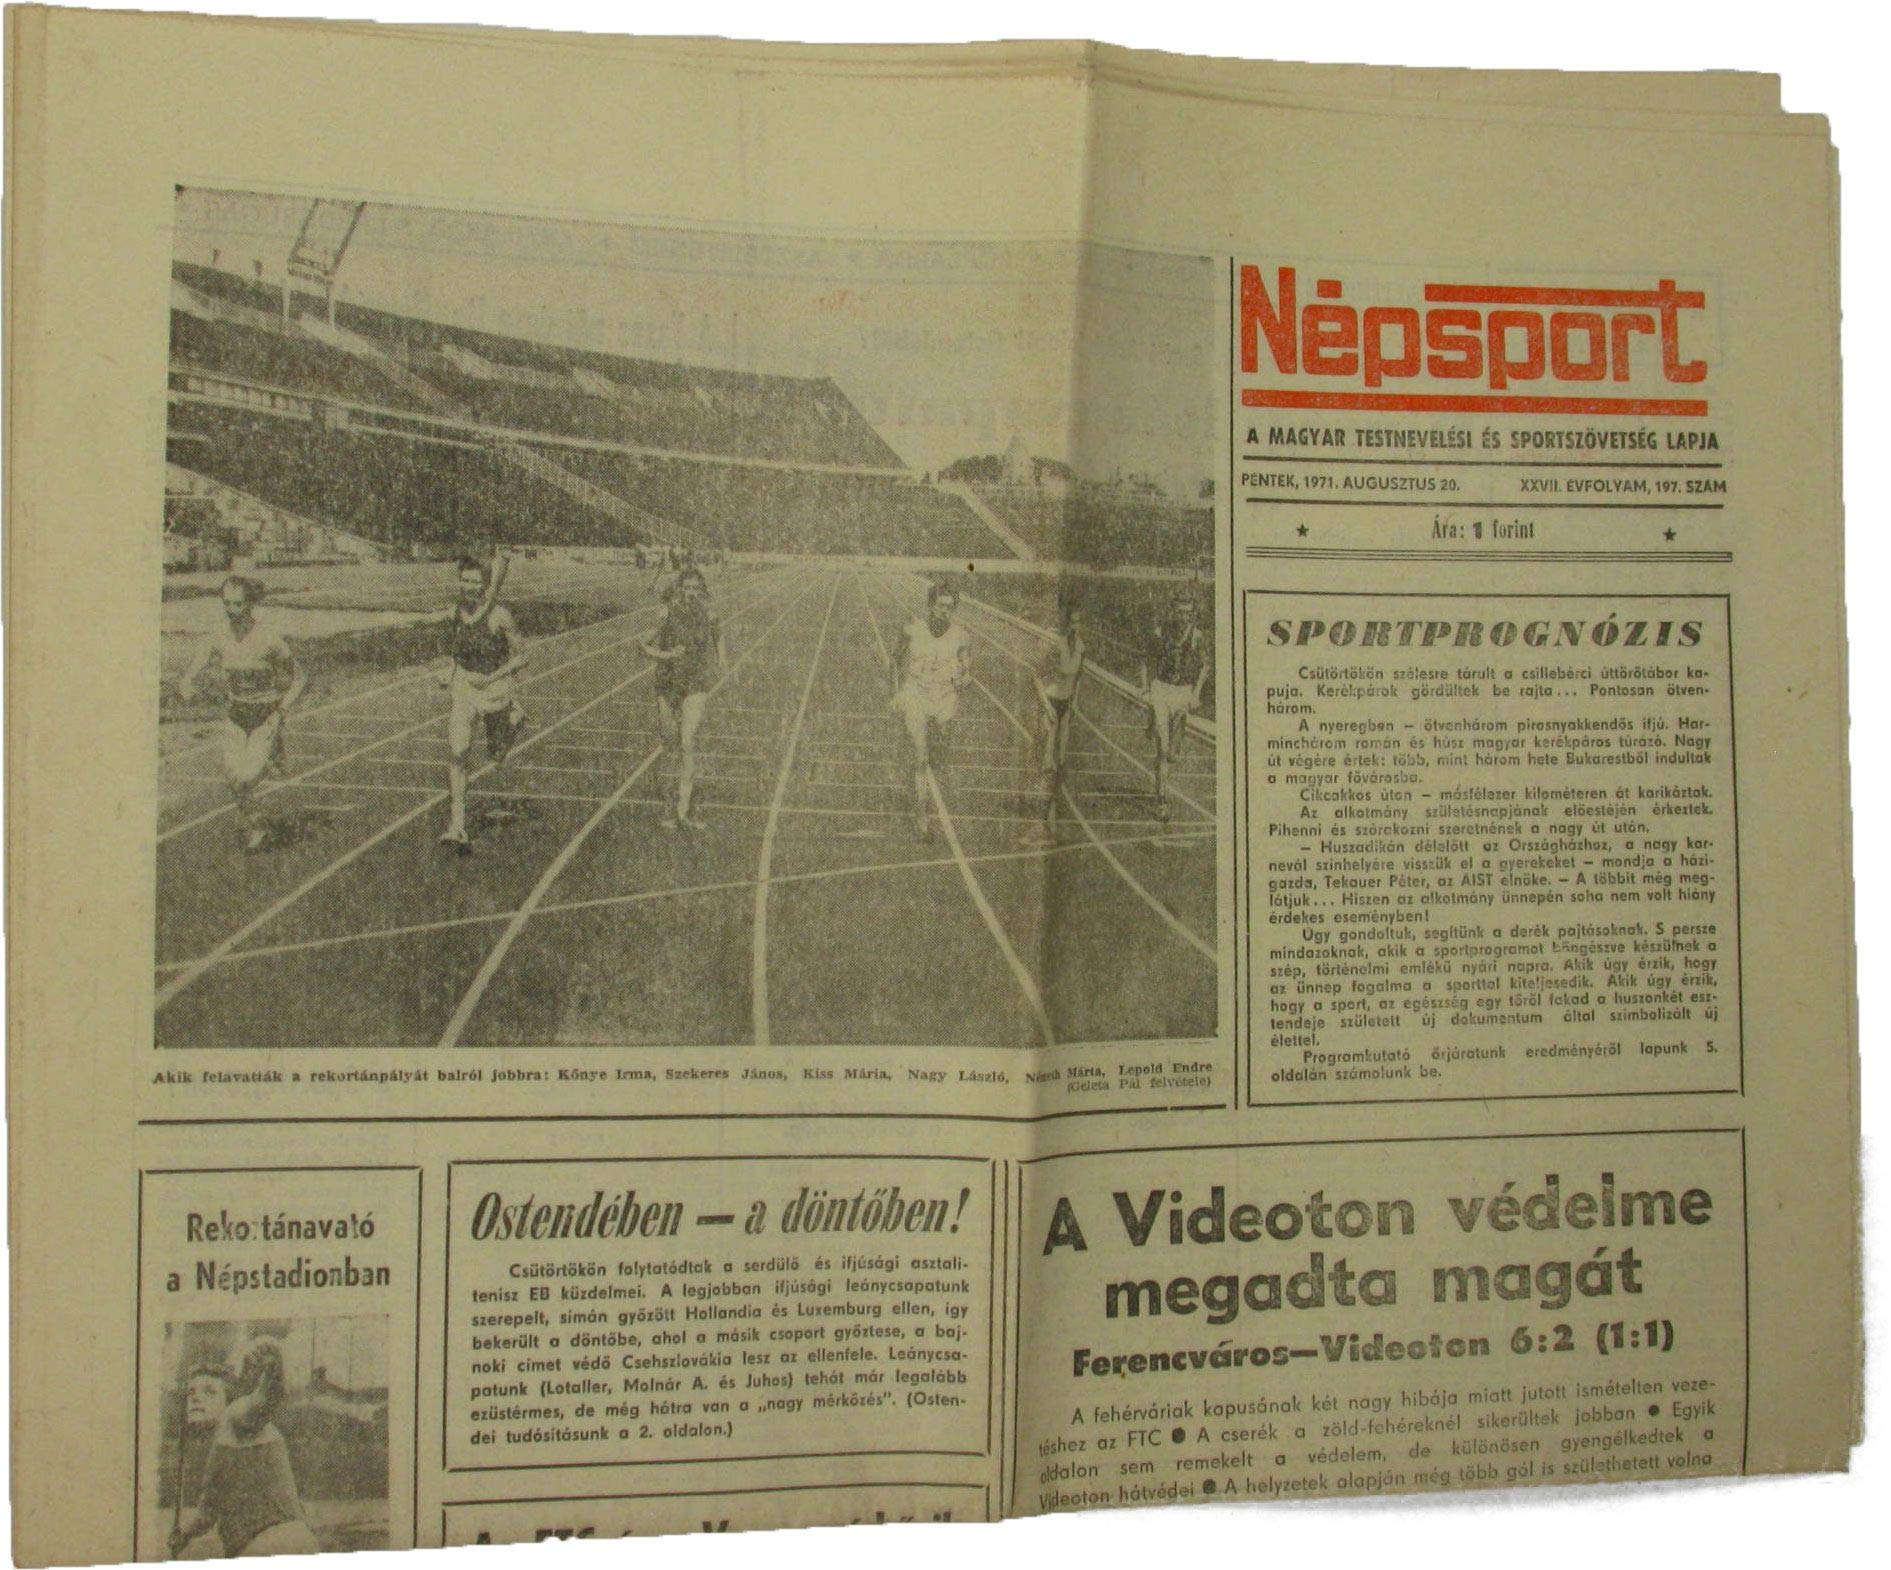 Népsport
A MAGYAR TESTNEVELÉSI ÉS SPORTSZÖVETSÉG LAPJA
PÉNTEK, 1971. AUGUSZTUS 20. XXVII. ÉVFOLYAM, 197. SZÁM
★ Ára: 1 forint ★
Akik felavatták a rekortánpályát balról jobbra: Kőnye Irma, Szekeres János, Kiss Mária, Nagy László, Németh Mária, Lepold Endre
(Geleta Pál felvétele)
SPORTPROGNÓZIS
Csütörtökön szélesre tárult a csillebérci úttörőtábor ka-
puja. Kerékpárok gördültek be rajta... Pontosan ötven-
három.
A nyeregben – ötvenhárom pirosnyakkendős ifjú. Har-
minchárom román és húsz magyar kerékpáros túrázó. Nagy
út végére értek: több, mint három hete Bukarestből indultak
a magyar fővárosba.
Cikcakkos úton – másfélezer kilométeren át karikáztak.
Az alkotmány születésnapjának előestéjén érkeztek.
Pihenni és szórakozni szeretnének a nagy út után.
– Huszadikán délelőtt az Országházhoz, a nagy kar-
nevál színhelyére visszük el a gyerekeket – mondja a házi-
gazda, Tekauer Péter, az ÁIST elnöke. – A többit még meg-
látjuk... Hiszen az alkotmány ünnepén soha nem volt hiány
érdekes eseményben!
Úgy gondoltuk, segítünk a derék pajtásoknak. S persze
mindazoknak, akik a sportprogramot böngészve készülnek a
szép, történelmi emlékű nyári napra. Akik úgy érzik, hogy
az ünnep fogalma a sporttal kiteljesedik. Akik úgy érzik,
hogy a sport, az egészség egy tőről fakad a huszonkét esz-
tendeje született új dokumentum által szimbolizált új
élettel.
Programkutató őrjáratunk eredményéről lapunk 5.
oldalán számolunk be.
Rekortánavató
a Népstadionban
Ostendében – a döntőben!
Csütörtökön folytatódtak a serdülő és ifjúsági asztali-
tenisz EB küzdelmei. A legjobban ifjúsági leánycsapatunk
szerepelt, simán győzött Hollandia és Luxemburg ellen, így
bekerült a döntőbe, ahol a másik csoport győztese, a baj-
noki címet védő Csehszlovákia lesz az ellenfele. Leánycsa-
patunk (Lotaller, Molnár A. és Juhos) tehát már legalább
ezüstérmes, de még hátra van a „nagy mérkőzés". (Osten-
dei tudósításunk a 2. oldalon.)
A Videoton védelme
megadta magát
Ferencváros–Videoton 6:2 (1:1)
A fehérváriak kapusának két nagy hibája miatt jutott ismételten veze-
téshez az FTC ● A cserék a zöld-fehéreknél sikerültek jobban ● Egyik
oldalon sem remekelt a védelem, de különösen gyengélkedtek a
Videoton hátvédei ● A helyzetek alapján még több gól is születhetett volna